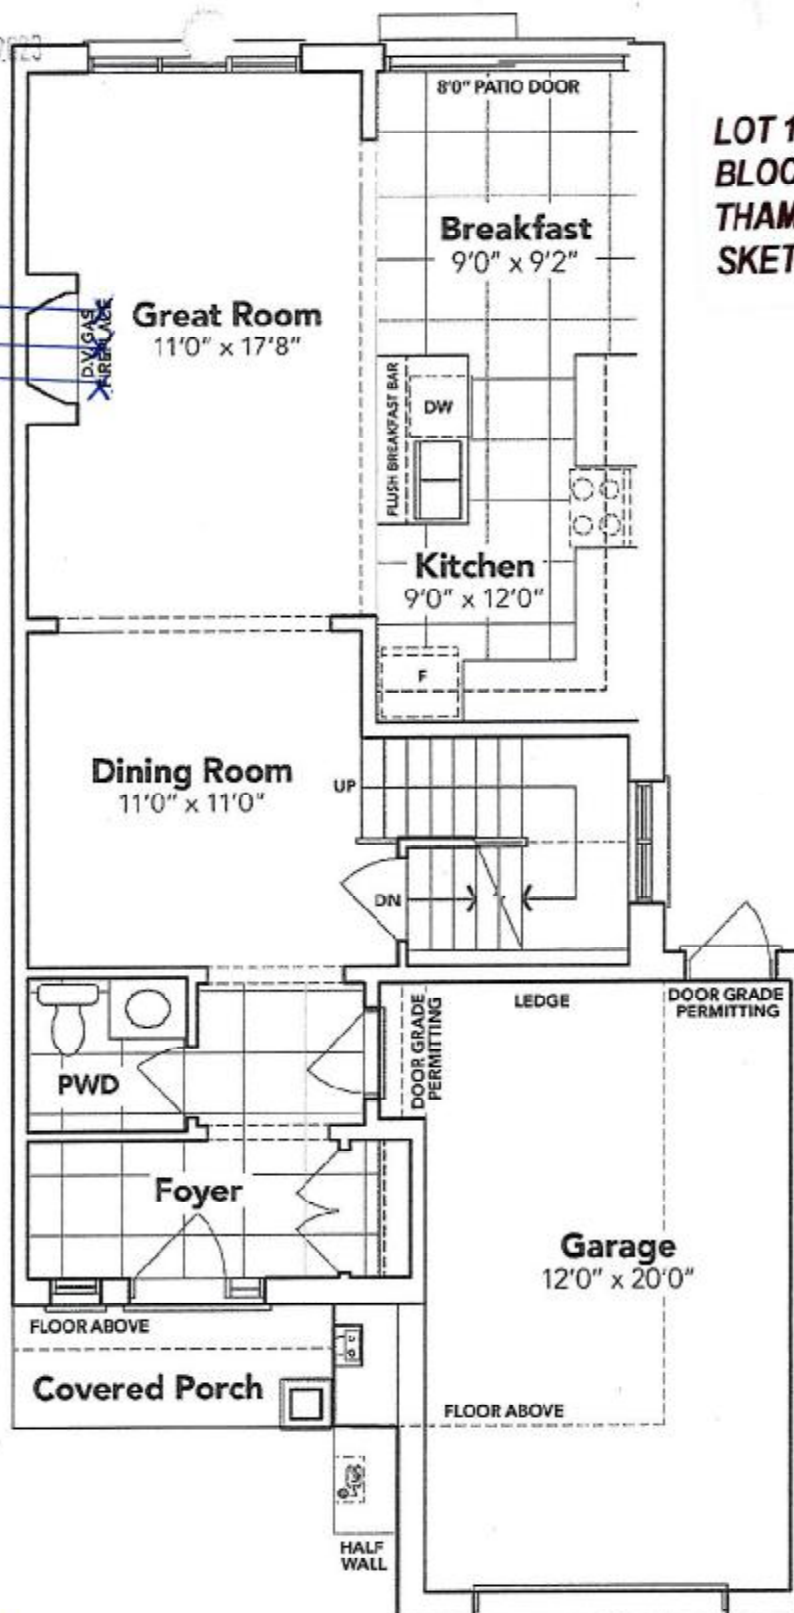 8'0" PATIO DOOR
LOT 1
BLOC
THAM
SKET
Breakfast
9'0" x 9'2"
Great Room
11'0" x 17'8"
D.V. GAS
FIREPLACE
FLUSH BREAKFAST BAR
DW
Kitchen
9'0" x 12'0"
F
Dining Room
11'0" x 11'0"
UP
DN
LEDGE
DOOR GRADE
PERMITTING
DOOR GRADE
PERMITTING
PWD
Foyer
Garage
12'0" x 20'0"
FLOOR ABOVE
Covered Porch
FLOOR ABOVE
HALF
WALL